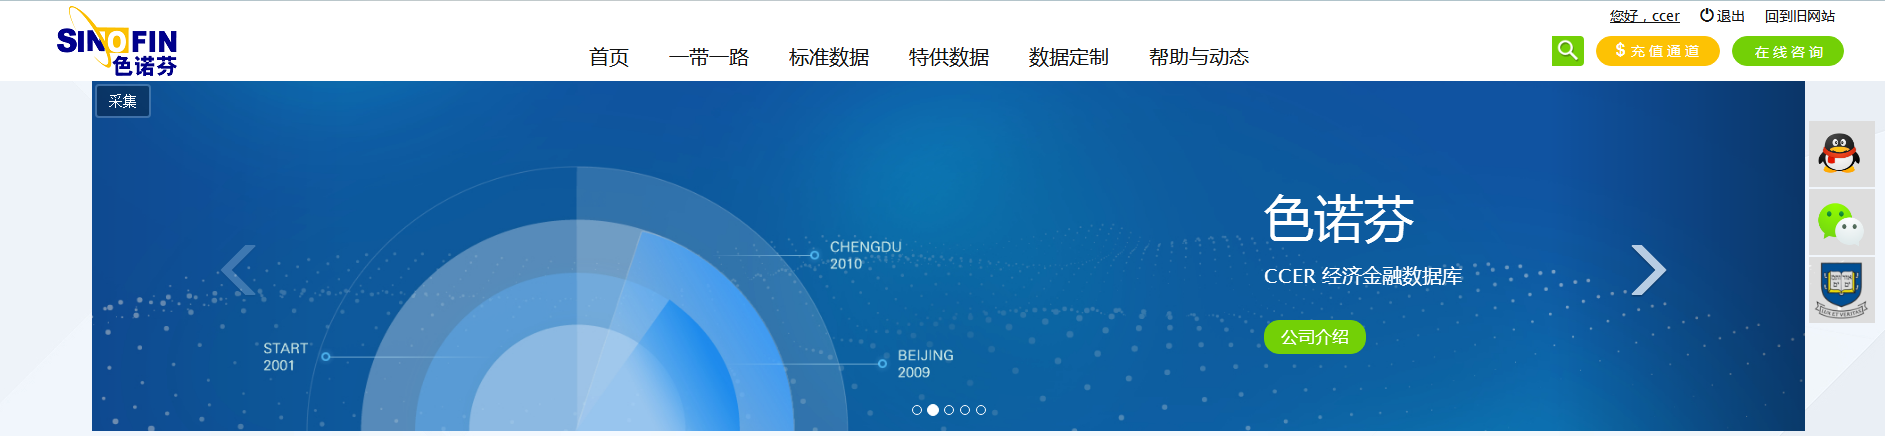 您好，ccer 退出 回到旧网站
SINOFIN
色诺芬
首页 一带一路 标准数据 特供数据 数据定制 帮助与动态
$ 充值通道 在线咨询
采集
色诺芬
CCER 经济金融数据库
公司介绍
CHENGDU
2010
START
2001
BEIJING
2009